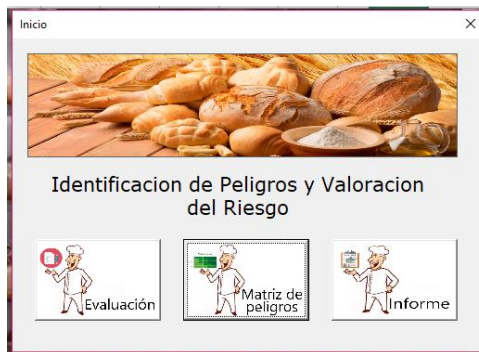 Inicio
Identificacion de Peligros y Valoracion
del Riesgo
Evaluación
Matriz de
peligros
Informe